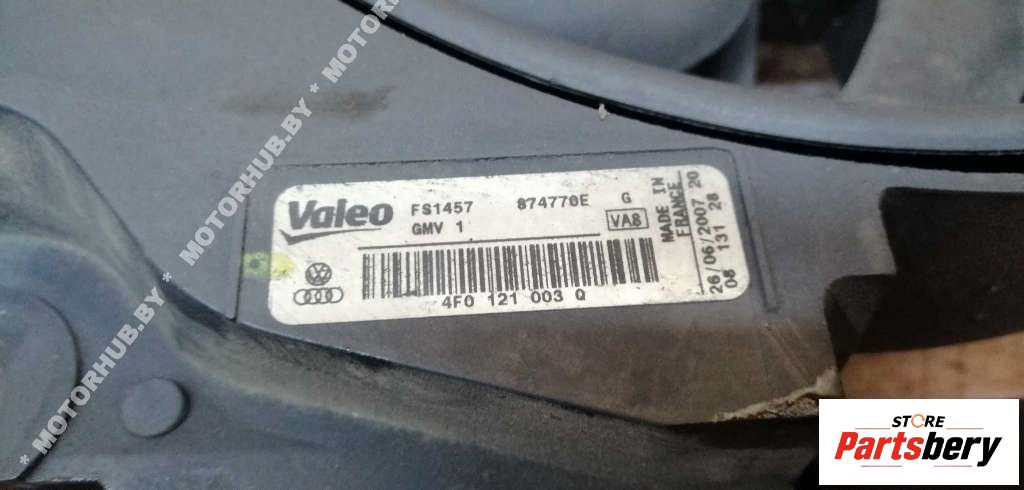 * MOTORHUB.BY * MOTORHUB.BY * MOTORHUB.BY
Valeo FS1457 874770E G
GMV 1 VA8
4F0 121 003 Q
MADE IN
FRANCE
26/06/2007 20
08 131 28
STORE
Partsbery